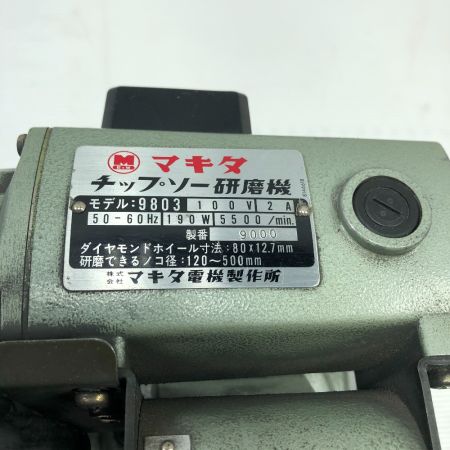 M マキタ
チップソー研磨機
モデル:9803 100V 2A
50-60Hz 190W 5500/min.
製番 9000
ダイヤモンドホイール寸法:80×12.7mm
研磨できるノコ径:120〜500mm
株式会社 マキタ電機製作所